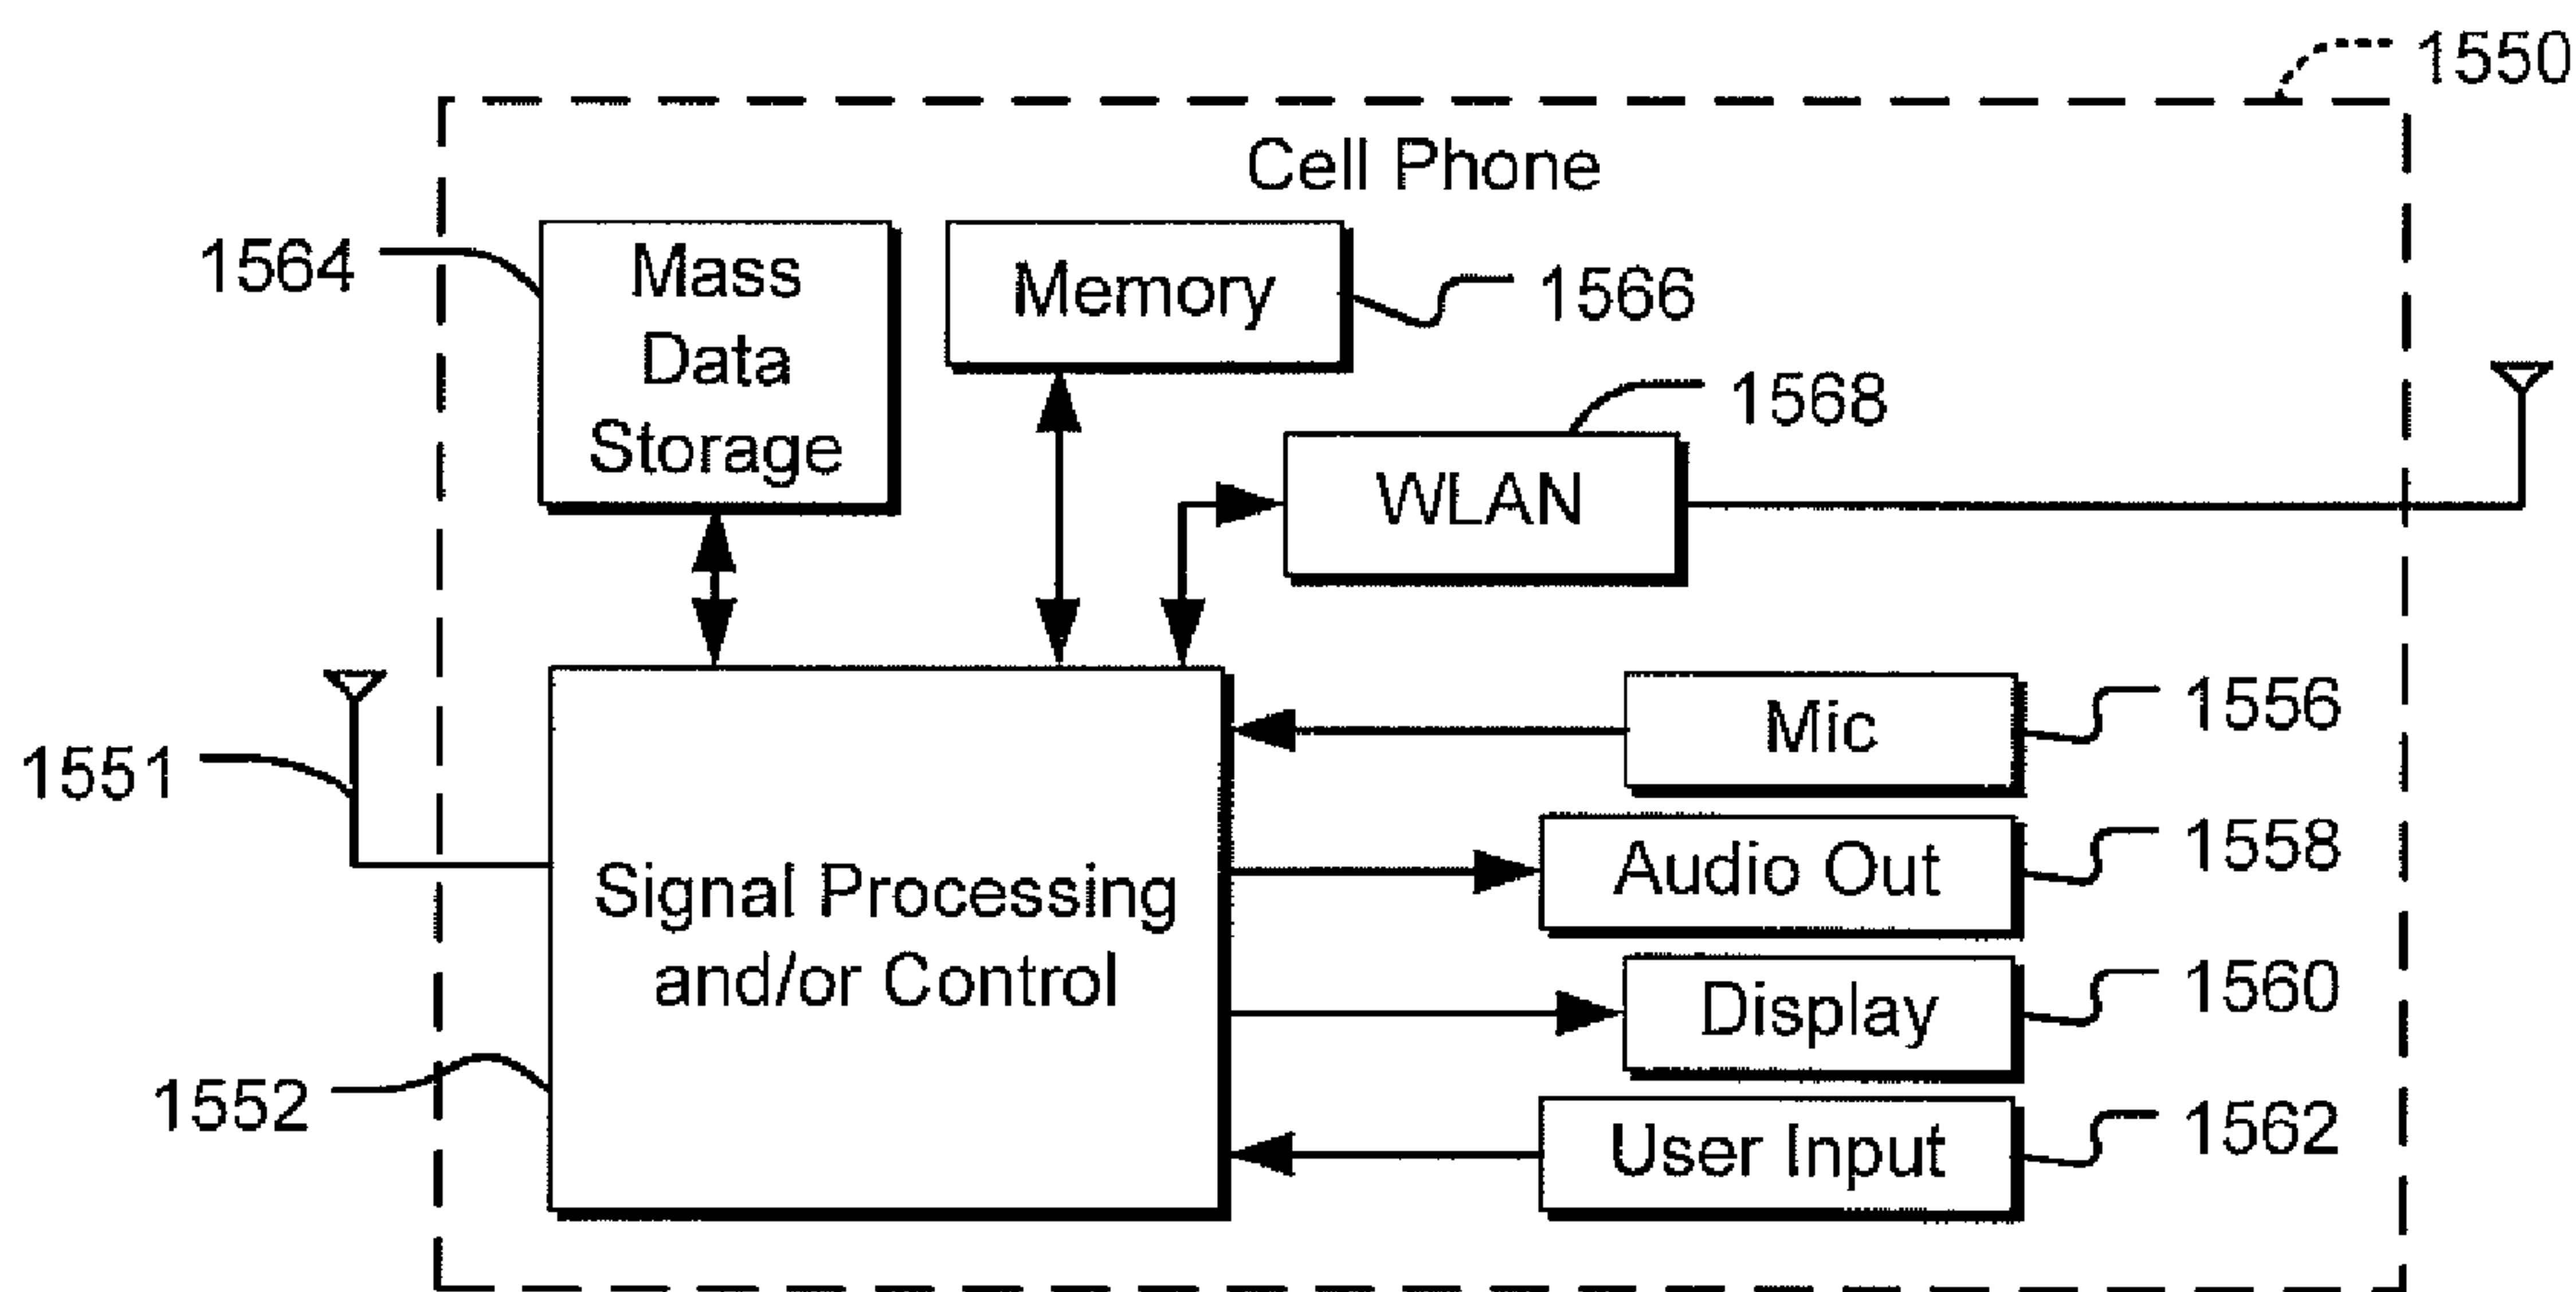 1550
Cell Phone
1564
Mass
Data
Storage
Memory
1566
1568
WLAN
1551
Signal Processing
and/or Control
1552
Mic
1556
Audio Out
1558
Display
1560
User Input
1562